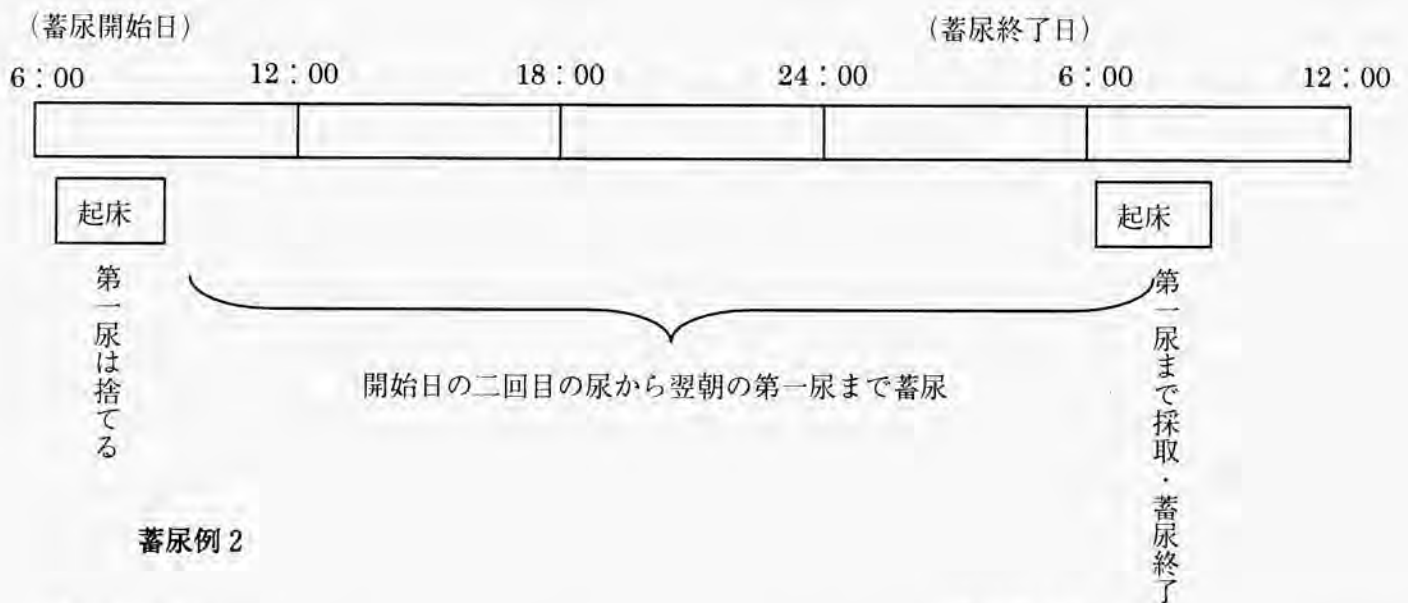 （蓄尿開始日）
（蓄尿終了日）
6：00
12：00
18：00
24：00
6：00
12：00
起床
起床
第一尿は捨てる
開始日の二回目の尿から翌朝の第一尿まで蓄尿
第一尿まで採取・蓄尿終了
蓄尿例 2